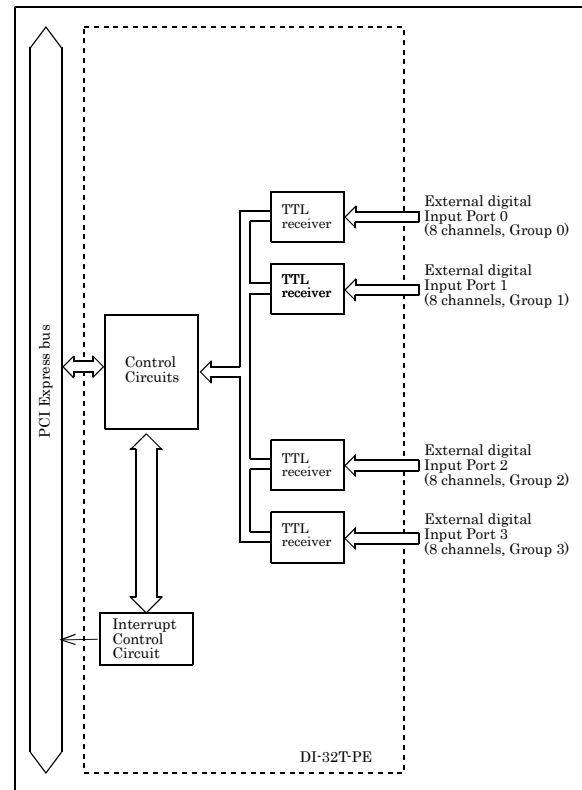 TTL
receiver
External digital
Input Port 0
(8 channels, Group 0)
TTL
receiver
External digital
Input Port 1
(8 channels, Group 1)
PCI Express bus
Control
Circuits
TTL
receiver
External digital
Input Port 2
(8 channels, Group 2)
TTL
receiver
External digital
Input Port 3
(8 channels, Group 3)
Interrupt
Control
Circuit
DI-32T-PE